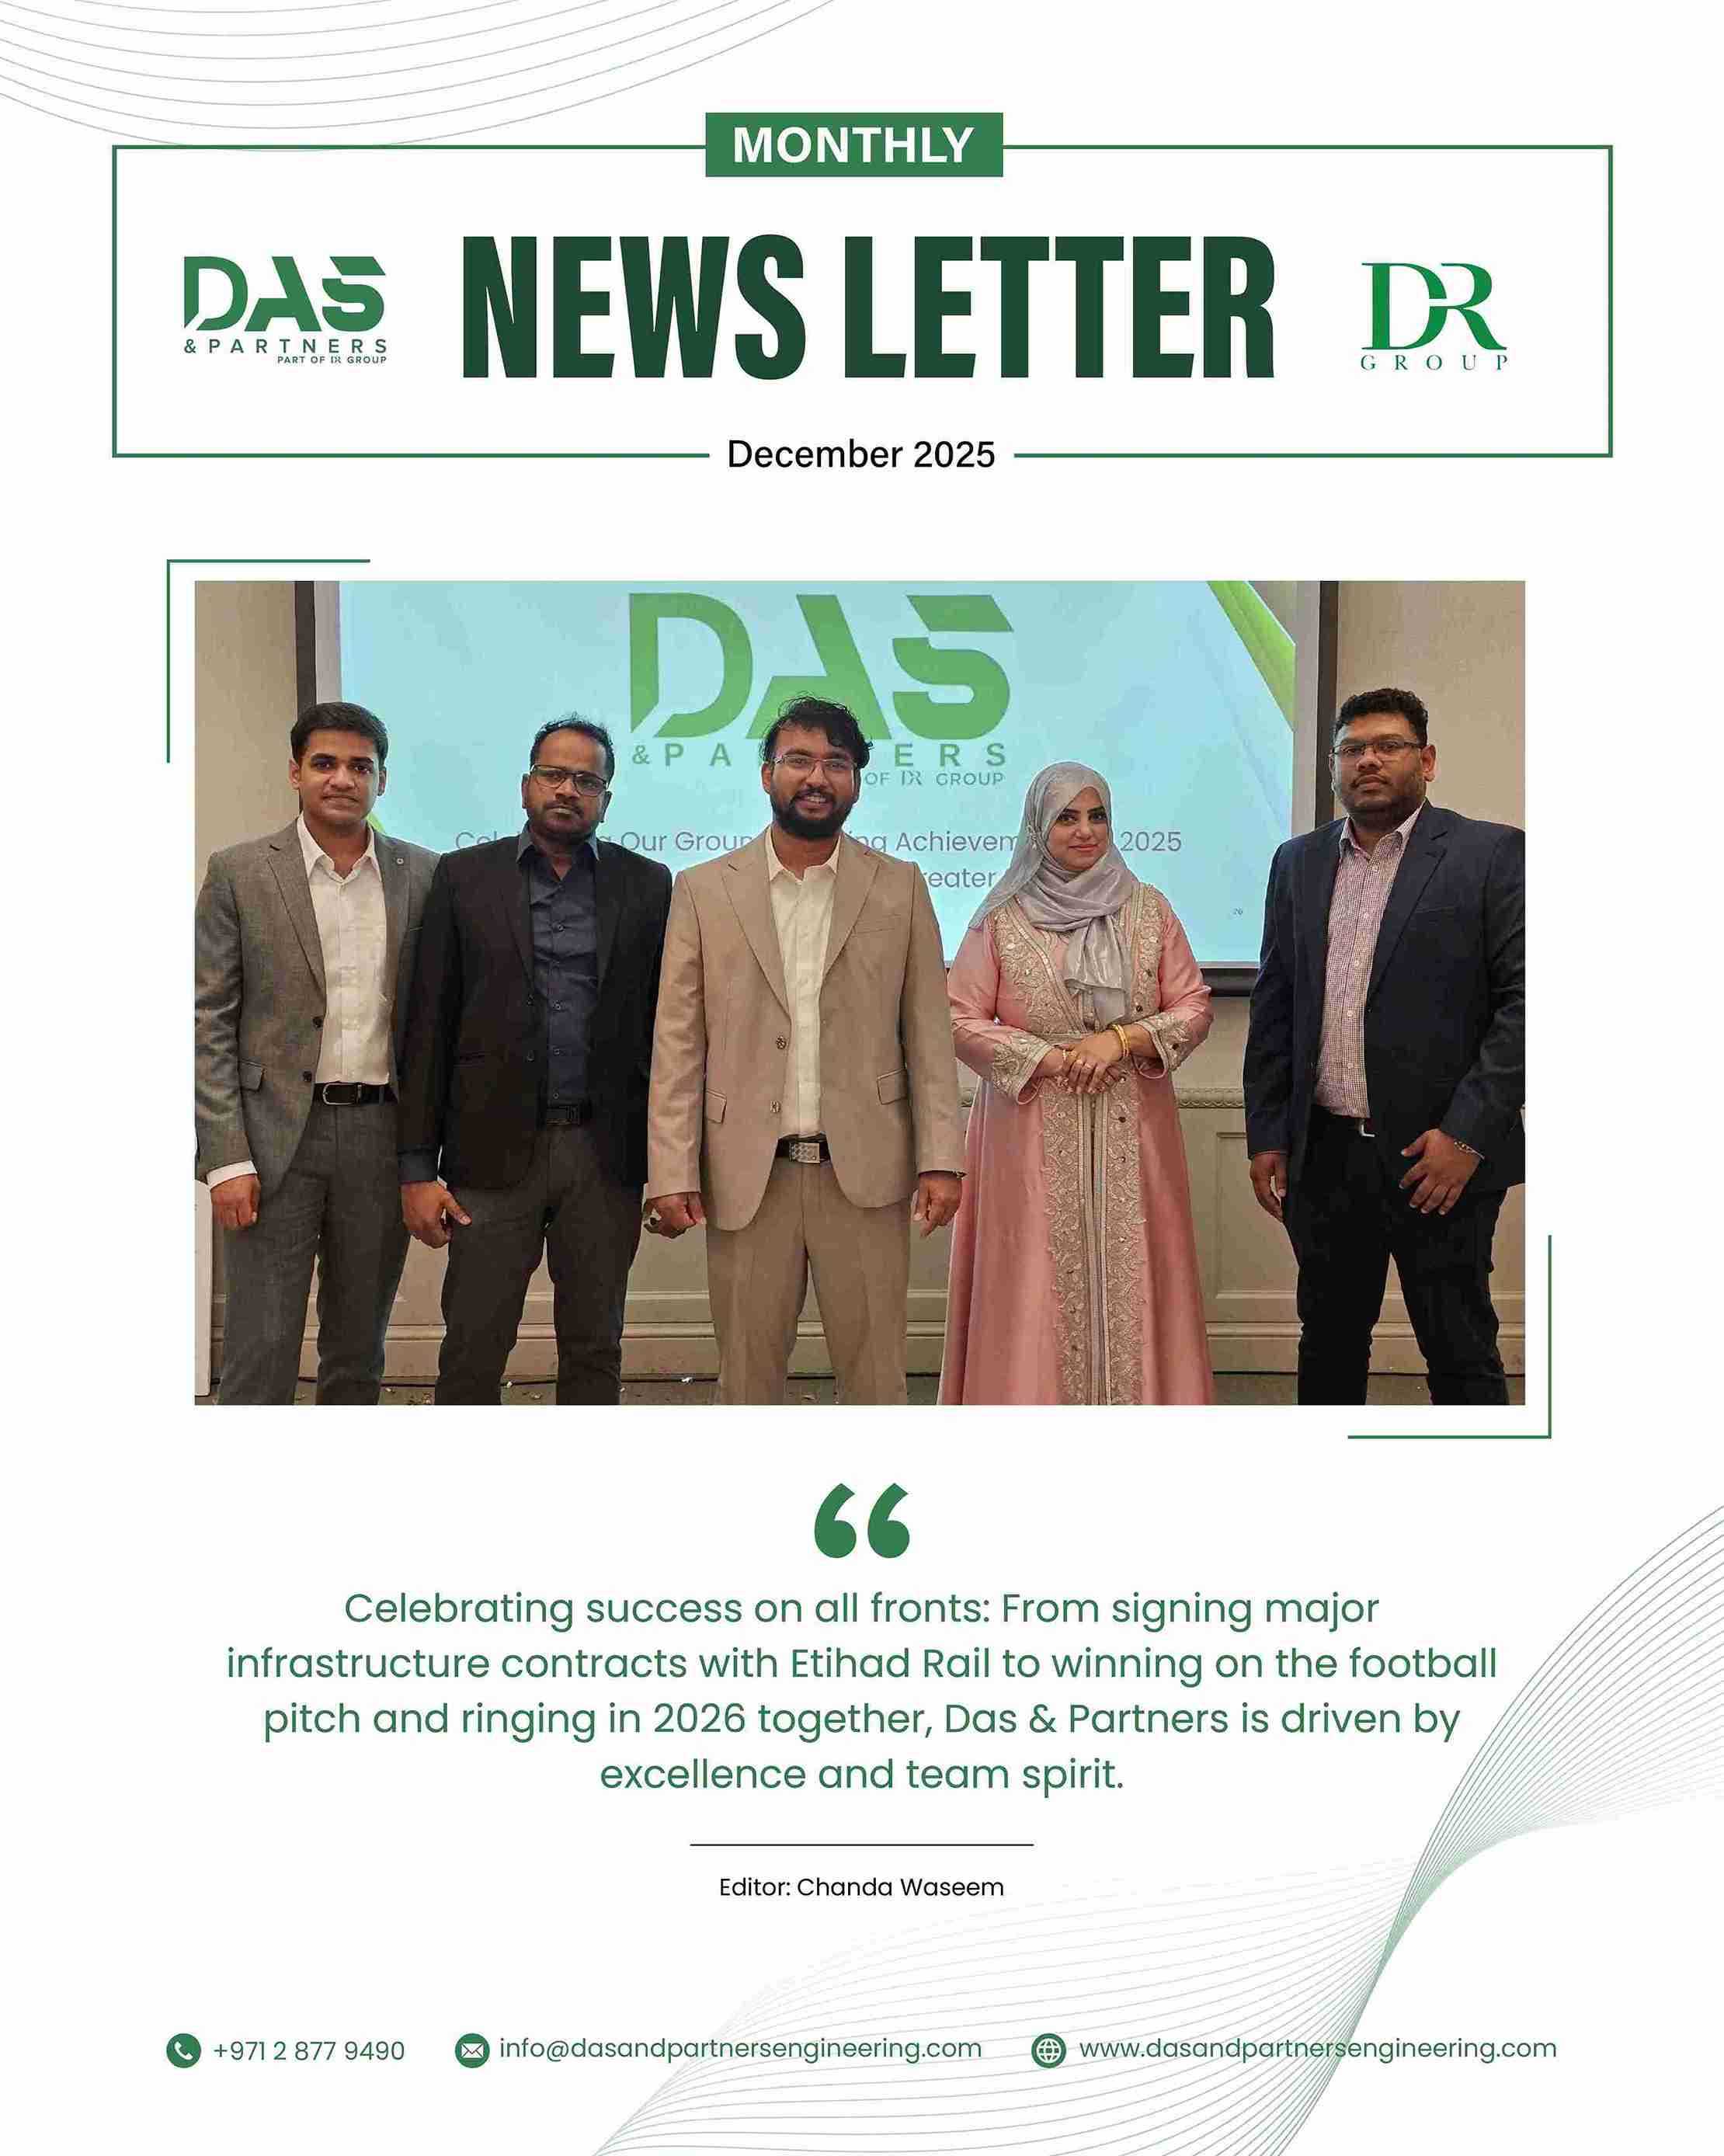 MONTHLY
DAS
& PARTNERS
PART OF DR GROUP
NEWS LETTER
DR
GROUP
December 2025
DAS
& PA ERS
OF DR GROUP
Our Achievem 2025
Celebrating success on all fronts: From signing major
infrastructure contracts with Etihad Rail to winning on the football
pitch and ringing in 2026 together, Das & Partners is driven by
excellence and team spirit.
Editor: Chanda Waseem
+971 2 877 9490
info@dasandpartnersengineering.com
www.dasandpartnersengineering.com